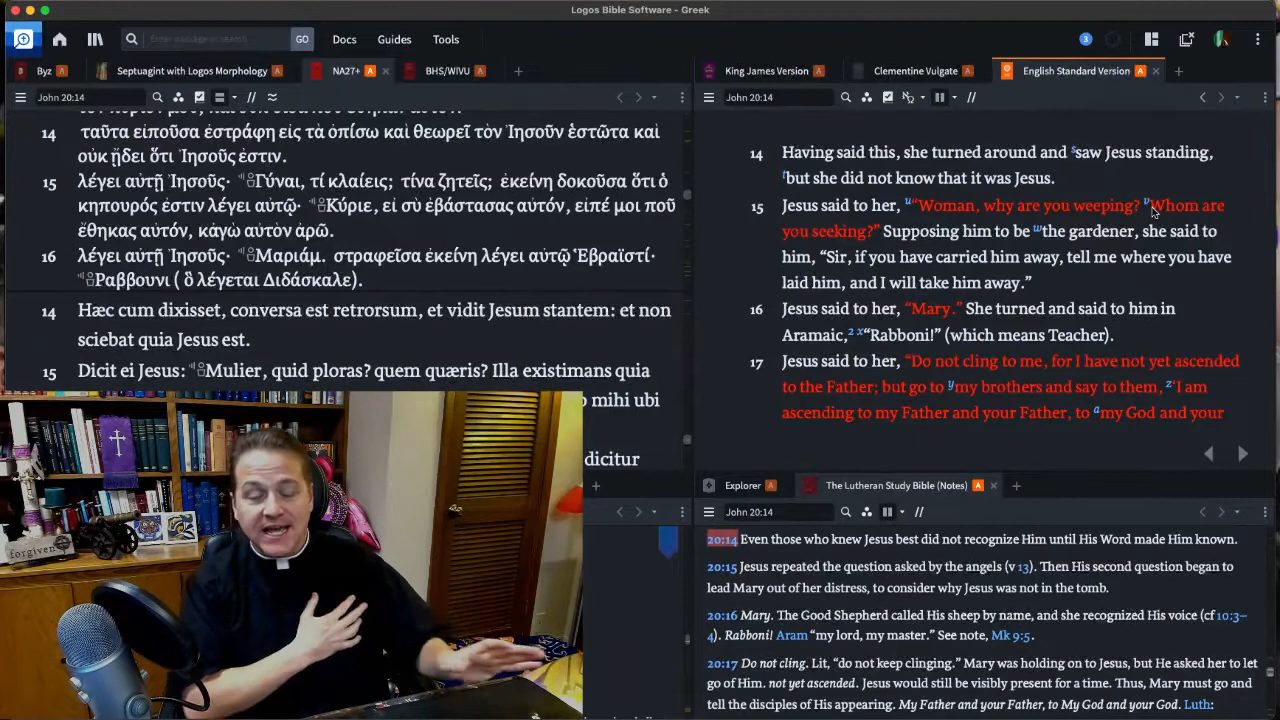 Logos Bible Software - Greek
GO
Docs
Guides
Tools
3
Byz A
Septuagint with Logos Morphology A
NA27+ A
BHS/WIVU A
John 20:14
14 ταῦτα εἰποῦσα ἐστράφη εἰς τὰ ὀπίσω καὶ θεωρεῖ τὸν Ἰησοῦν ἑστῶτα καὶ
οὐκ ᾔδει ὅτι Ἰησοῦς ἐστιν.
15 λέγει αὐτῇ Ἰησοῦς· Γύναι, τί κλαίεις; τίνα ζητεῖς; ἐκείνη δοκοῦσα ὅτι ὁ
κηπουρός ἐστιν λέγει αὐτῷ· Κύριε, εἰ σὺ ἐβάστασας αὐτόν, εἰπέ μοι ποῦ
ἔθηκας αὐτόν, κἀγὼ αὐτὸν ἀρῶ.
16 λέγει αὐτῇ Ἰησοῦς· Μαριάμ. στραφεῖσα ἐκείνη λέγει αὐτῷ Ἑβραϊστί·
Ραββουνι ( ὃ λέγεται Διδάσκαλε).
14 Hæc cum dixisset, conversa est retrorsum, et vidit Jesum stantem: et non
sciebat quia Jesus est.
15 Dicit ei Jesus: Mulier, quid ploras? quem quæris? Illa existimans quia
mihi ubi
dicitur
forgiven
King James Version A
Clementine Vulgate A
English Standard Version A
John 20:14
14 Having said this, she turned around and s saw Jesus standing,
t but she did not know that it was Jesus.
15 Jesus said to her, u “Woman, why are you weeping? v Whom are
you seeking?” Supposing him to be w the gardener, she said to
him, “Sir, if you have carried him away, tell me where you have
laid him, and I will take him away.”
16 Jesus said to her, “Mary.” She turned and said to him in
Aramaic, 2 x “Rabboni!” (which means Teacher).
17 Jesus said to her, “Do not cling to me, for I have not yet ascended
to the Father; but go to y my brothers and say to them, z ‘I am
ascending to my Father and your Father, to a my God and your
Explorer A
The Lutheran Study Bible (Notes) A
John 20:14
20:14 Even those who knew Jesus best did not recognize Him until His Word made Him known.
20:15 Jesus repeated the question asked by the angels (v 13). Then His second question began to
lead Mary out of her distress, to consider why Jesus was not in the tomb.
20:16 Mary. The Good Shepherd called His sheep by name, and she recognized His voice (cf 10:3–
4). Rabboni! Aram “my lord, my master.” See note, Mk 9:5.
20:17 Do not cling. Lit, “do not keep clinging.” Mary was holding on to Jesus, but He asked her to let
go of Him. not yet ascended. Jesus would still be visibly present for a time. Thus, Mary must go and
tell the disciples of His appearing. My Father and your Father, to My God and your God. Luth: